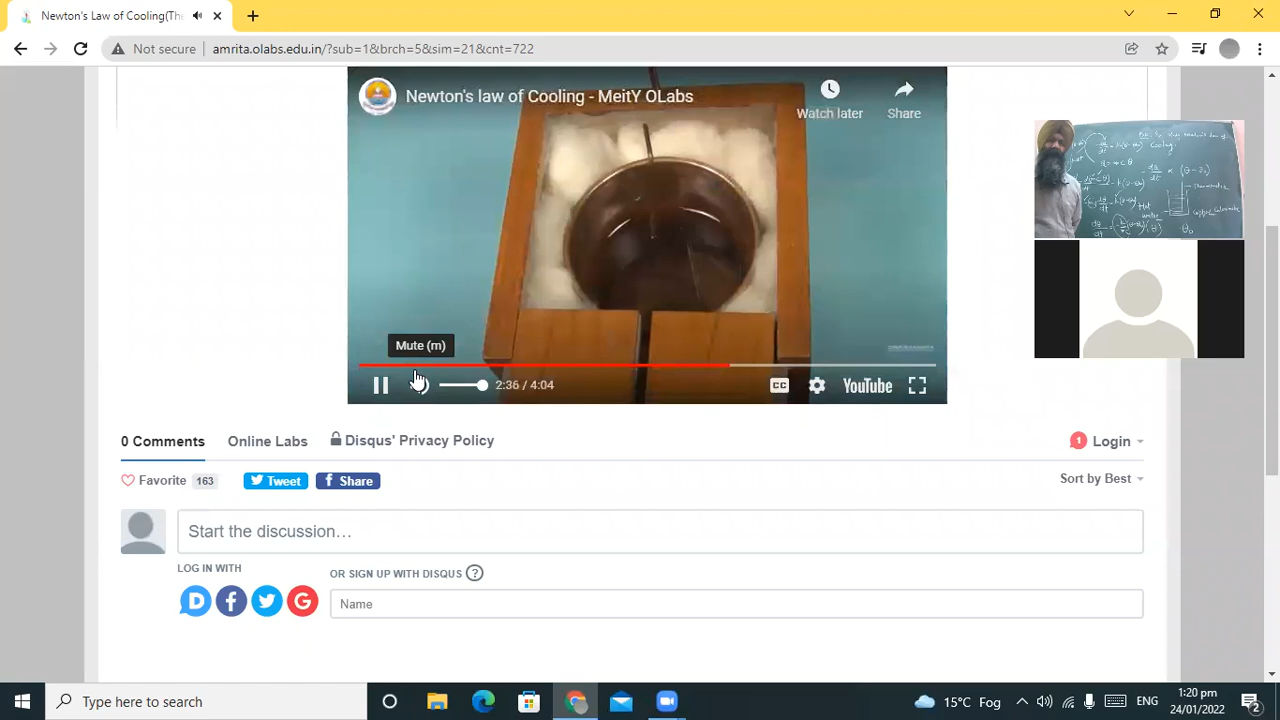 Newton's Law of Cooling(The
Not secure
amrita.olabs.edu.in/?sub=1&brch=5&sim=21&cnt=722
Newton's law of Cooling - MeitY OLabs
Watch later
Share
Mute (m)
2:36 / 4:04
CC
YouTube
0 Comments
Online Labs
Disqus' Privacy Policy
1
Login
Favorite
163
Tweet
f Share
Sort by Best
Start the discussion…
LOG IN WITH
OR SIGN UP WITH DISQUS ?
D
f
G
Name
Type here to search
15°C Fog
ENG
1:20 pm
24/01/2022
2